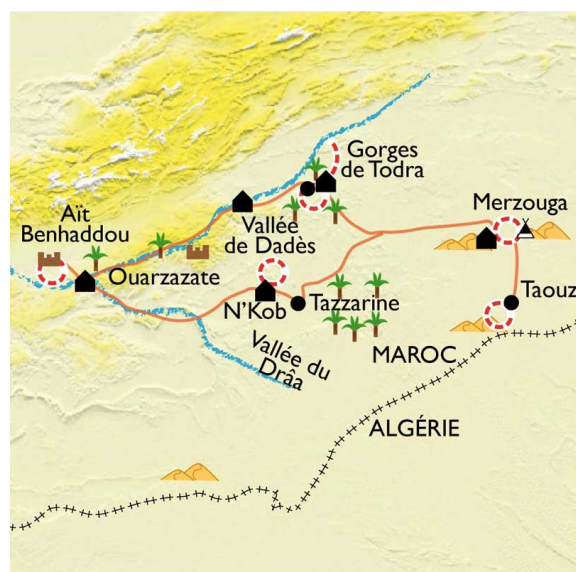 Gorges
de Todra
Merzouga
Aït
Benhaddou
Vallée
de Dadès
Ouarzazate
Taouz
N'Kob
Tazzarine
Vallée du
Drâa
MAROC
ALGÉRIE